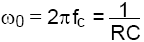 ω0 = 2πfc = 1/RC